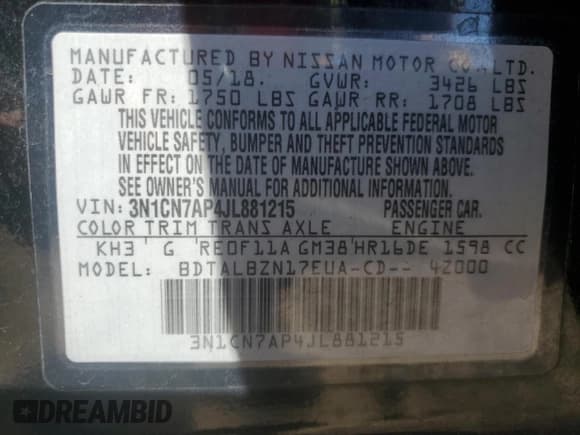 MANUFACTURED BY NISSAN MOTOR CO.,LTD.
DATE: 05/18. GVWR: 3426 LBS
GAWR FR: 1750 LBS GAWR RR: 1708 LBS
THIS VEHICLE CONFORMS TO ALL APPLICABLE FEDERAL MOTOR
VEHICLE SAFETY, BUMPER AND THEFT PREVENTION STANDARDS
IN EFFECT ON THE DATE OF MANUFACTURE SHOWN ABOVE.
SEE OWNER'S MANUAL FOR ADDITIONAL INFORMATION.
VIN: 3N1CN7AP4JL881215 PASSENGER CAR.
COLOR TRIM TRANS AXLE ENGINE
KH3 G RE0F11A GM38 HR16DE 1598 CC
MODEL: BDTALBZN17EUA-CD-- 4Z000
3N1CN7AP4JL881215
DREAMBID